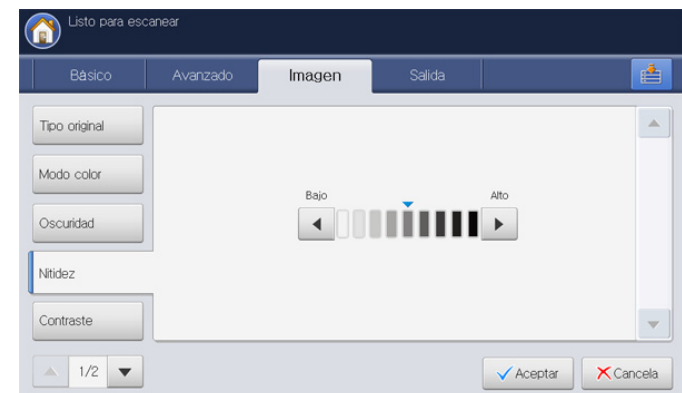 Listo para escanear
Básico Avanzado Imagen Salida
Tipo original
Modo color
Oscuridad
Nitidez
Contraste
Bajo Alto
1/2
Aceptar Cancela